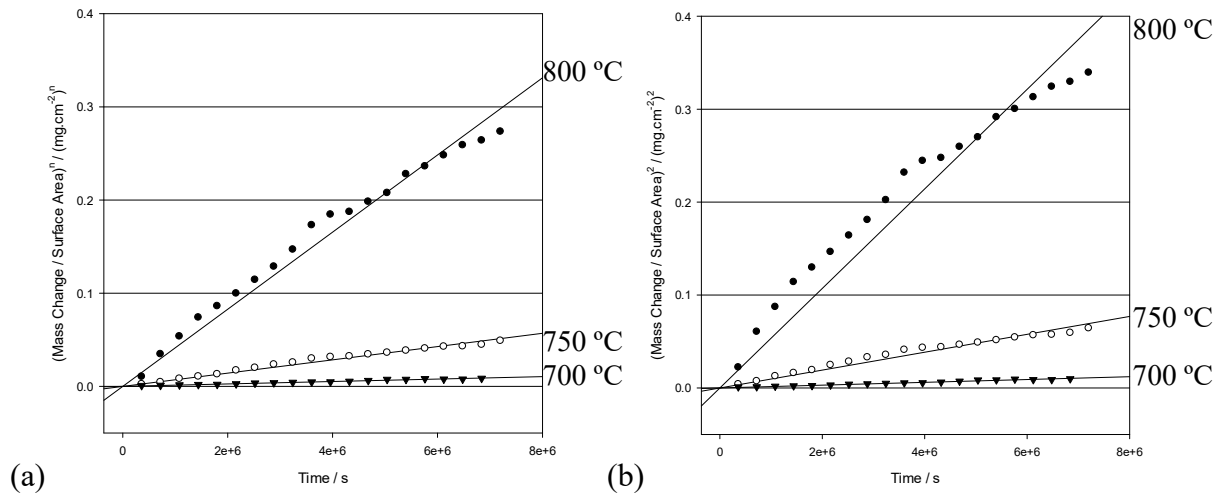 (Mass Change / Surface Area)ⁿ / (mg.cm⁻²)ⁿ
0.4
0.3
0.2
0.1
0.0
800 ºC
750 ºC
700 ºC
0 2e+6 4e+6 6e+6 8e+6
Time / s
(a)
(Mass Change / Surface Area)² / (mg.cm⁻²)²
0.4
0.3
0.2
0.1
0.0
800 ºC
750 ºC
700 ºC
0 2e+6 4e+6 6e+6 8e+6
Time / s
(b)